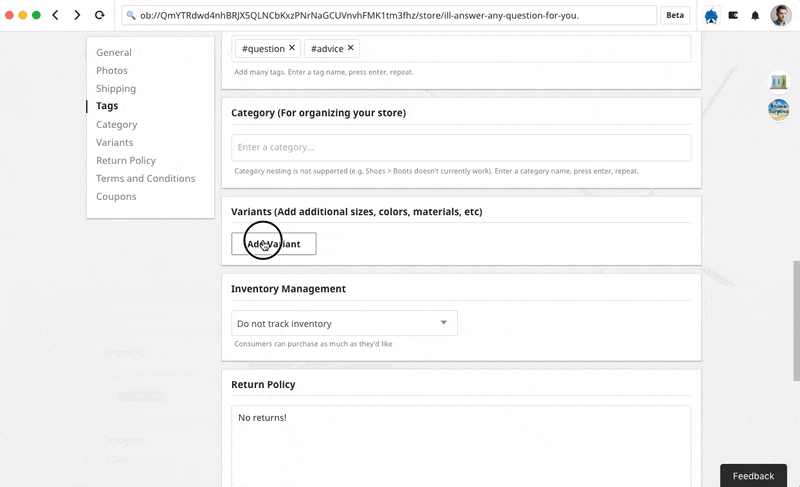 ob://QmYTRdwd4nhBRJX5QLNCbKxzPNrNaGCUVnvhFMK1tm3fhz/store/ill-answer-any-question-for-you.
Beta
General
Photos
Shipping
Tags
Category
Variants
Return Policy
Terms and Conditions
Coupons
#question ✕ #advice ✕
Add many tags. Enter a tag name, press enter, repeat.
Category (For organizing your store)
Enter a category...
Category nesting is not supported (e.g. Shoes > Boots doesn't currently work). Enter a category name, press enter, repeat.
Variants (Add additional sizes, colors, materials, etc)
Add Variant
Inventory Management
Do not track inventory
Consumers can purchase as much as they'd like
Return Policy
No returns!
Feedback